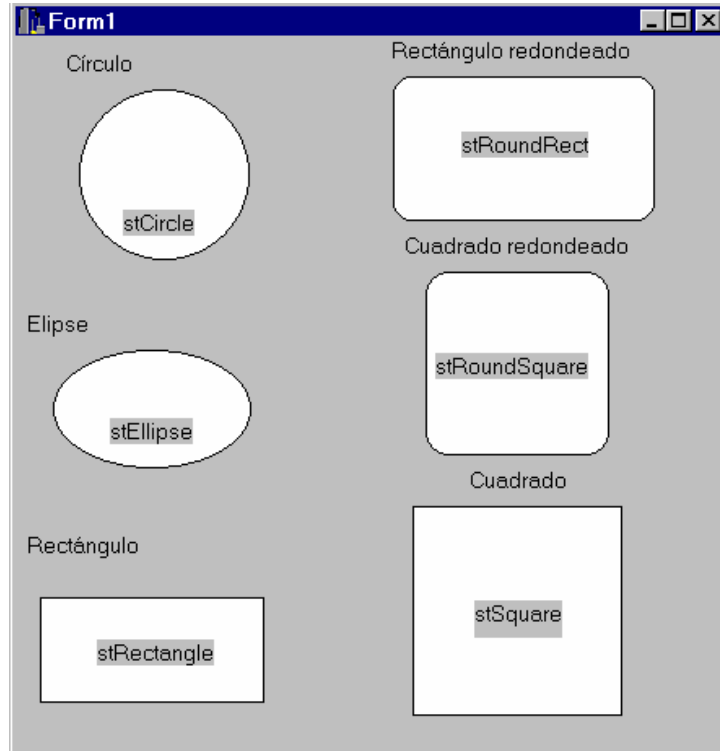 Form1
Círculo
stCircle
Elipse
stEllipse
Rectángulo
stRectangle
Rectángulo redondeado
stRoundRect
Cuadrado redondeado
stRoundSquare
Cuadrado
stSquare